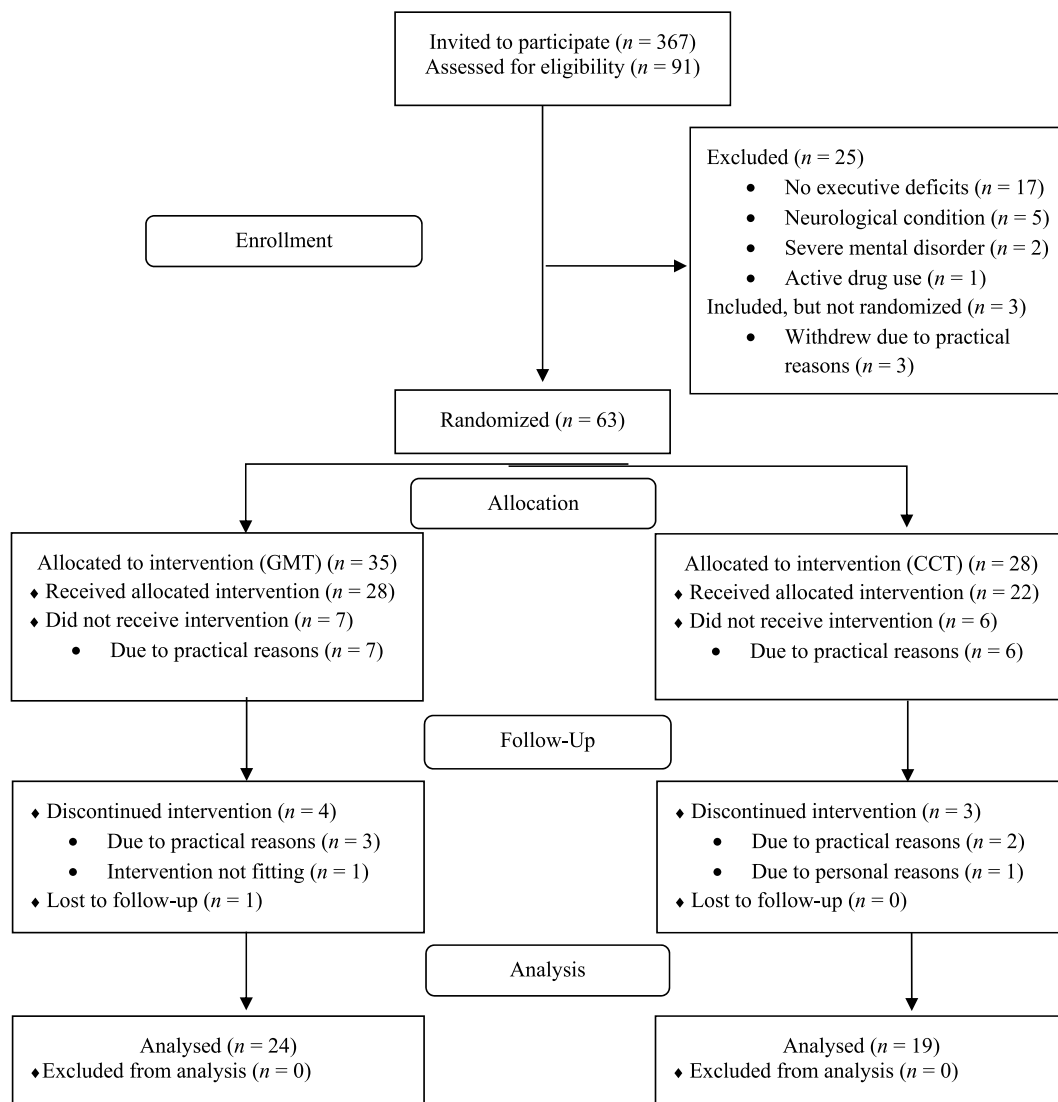 Invited to participate (n = 367)
Assessed for eligibility (n = 91)
Excluded (n = 25)
• No executive deficits (n = 17)
• Neurological condition (n = 5)
• Severe mental disorder (n = 2)
• Active drug use (n = 1)
Included, but not randomized (n = 3)
• Withdrew due to practical
reasons (n = 3)
Enrollment
Randomized (n = 63)
Allocation
Allocated to intervention (GMT) (n = 35)
♦ Received allocated intervention (n = 28)
♦ Did not receive intervention (n = 7)
• Due to practical reasons (n = 7)
Allocated to intervention (CCT) (n = 28)
♦ Received allocated intervention (n = 22)
♦ Did not receive intervention (n = 6)
• Due to practical reasons (n = 6)
Follow-Up
♦ Discontinued intervention (n = 4)
• Due to practical reasons (n = 3)
• Intervention not fitting (n = 1)
♦ Lost to follow-up (n = 1)
♦ Discontinued intervention (n = 3)
• Due to practical reasons (n = 2)
• Due to personal reasons (n = 1)
♦ Lost to follow-up (n = 0)
Analysis
Analysed (n = 24)
♦Excluded from analysis (n = 0)
Analysed (n = 19)
♦Excluded from analysis (n = 0)